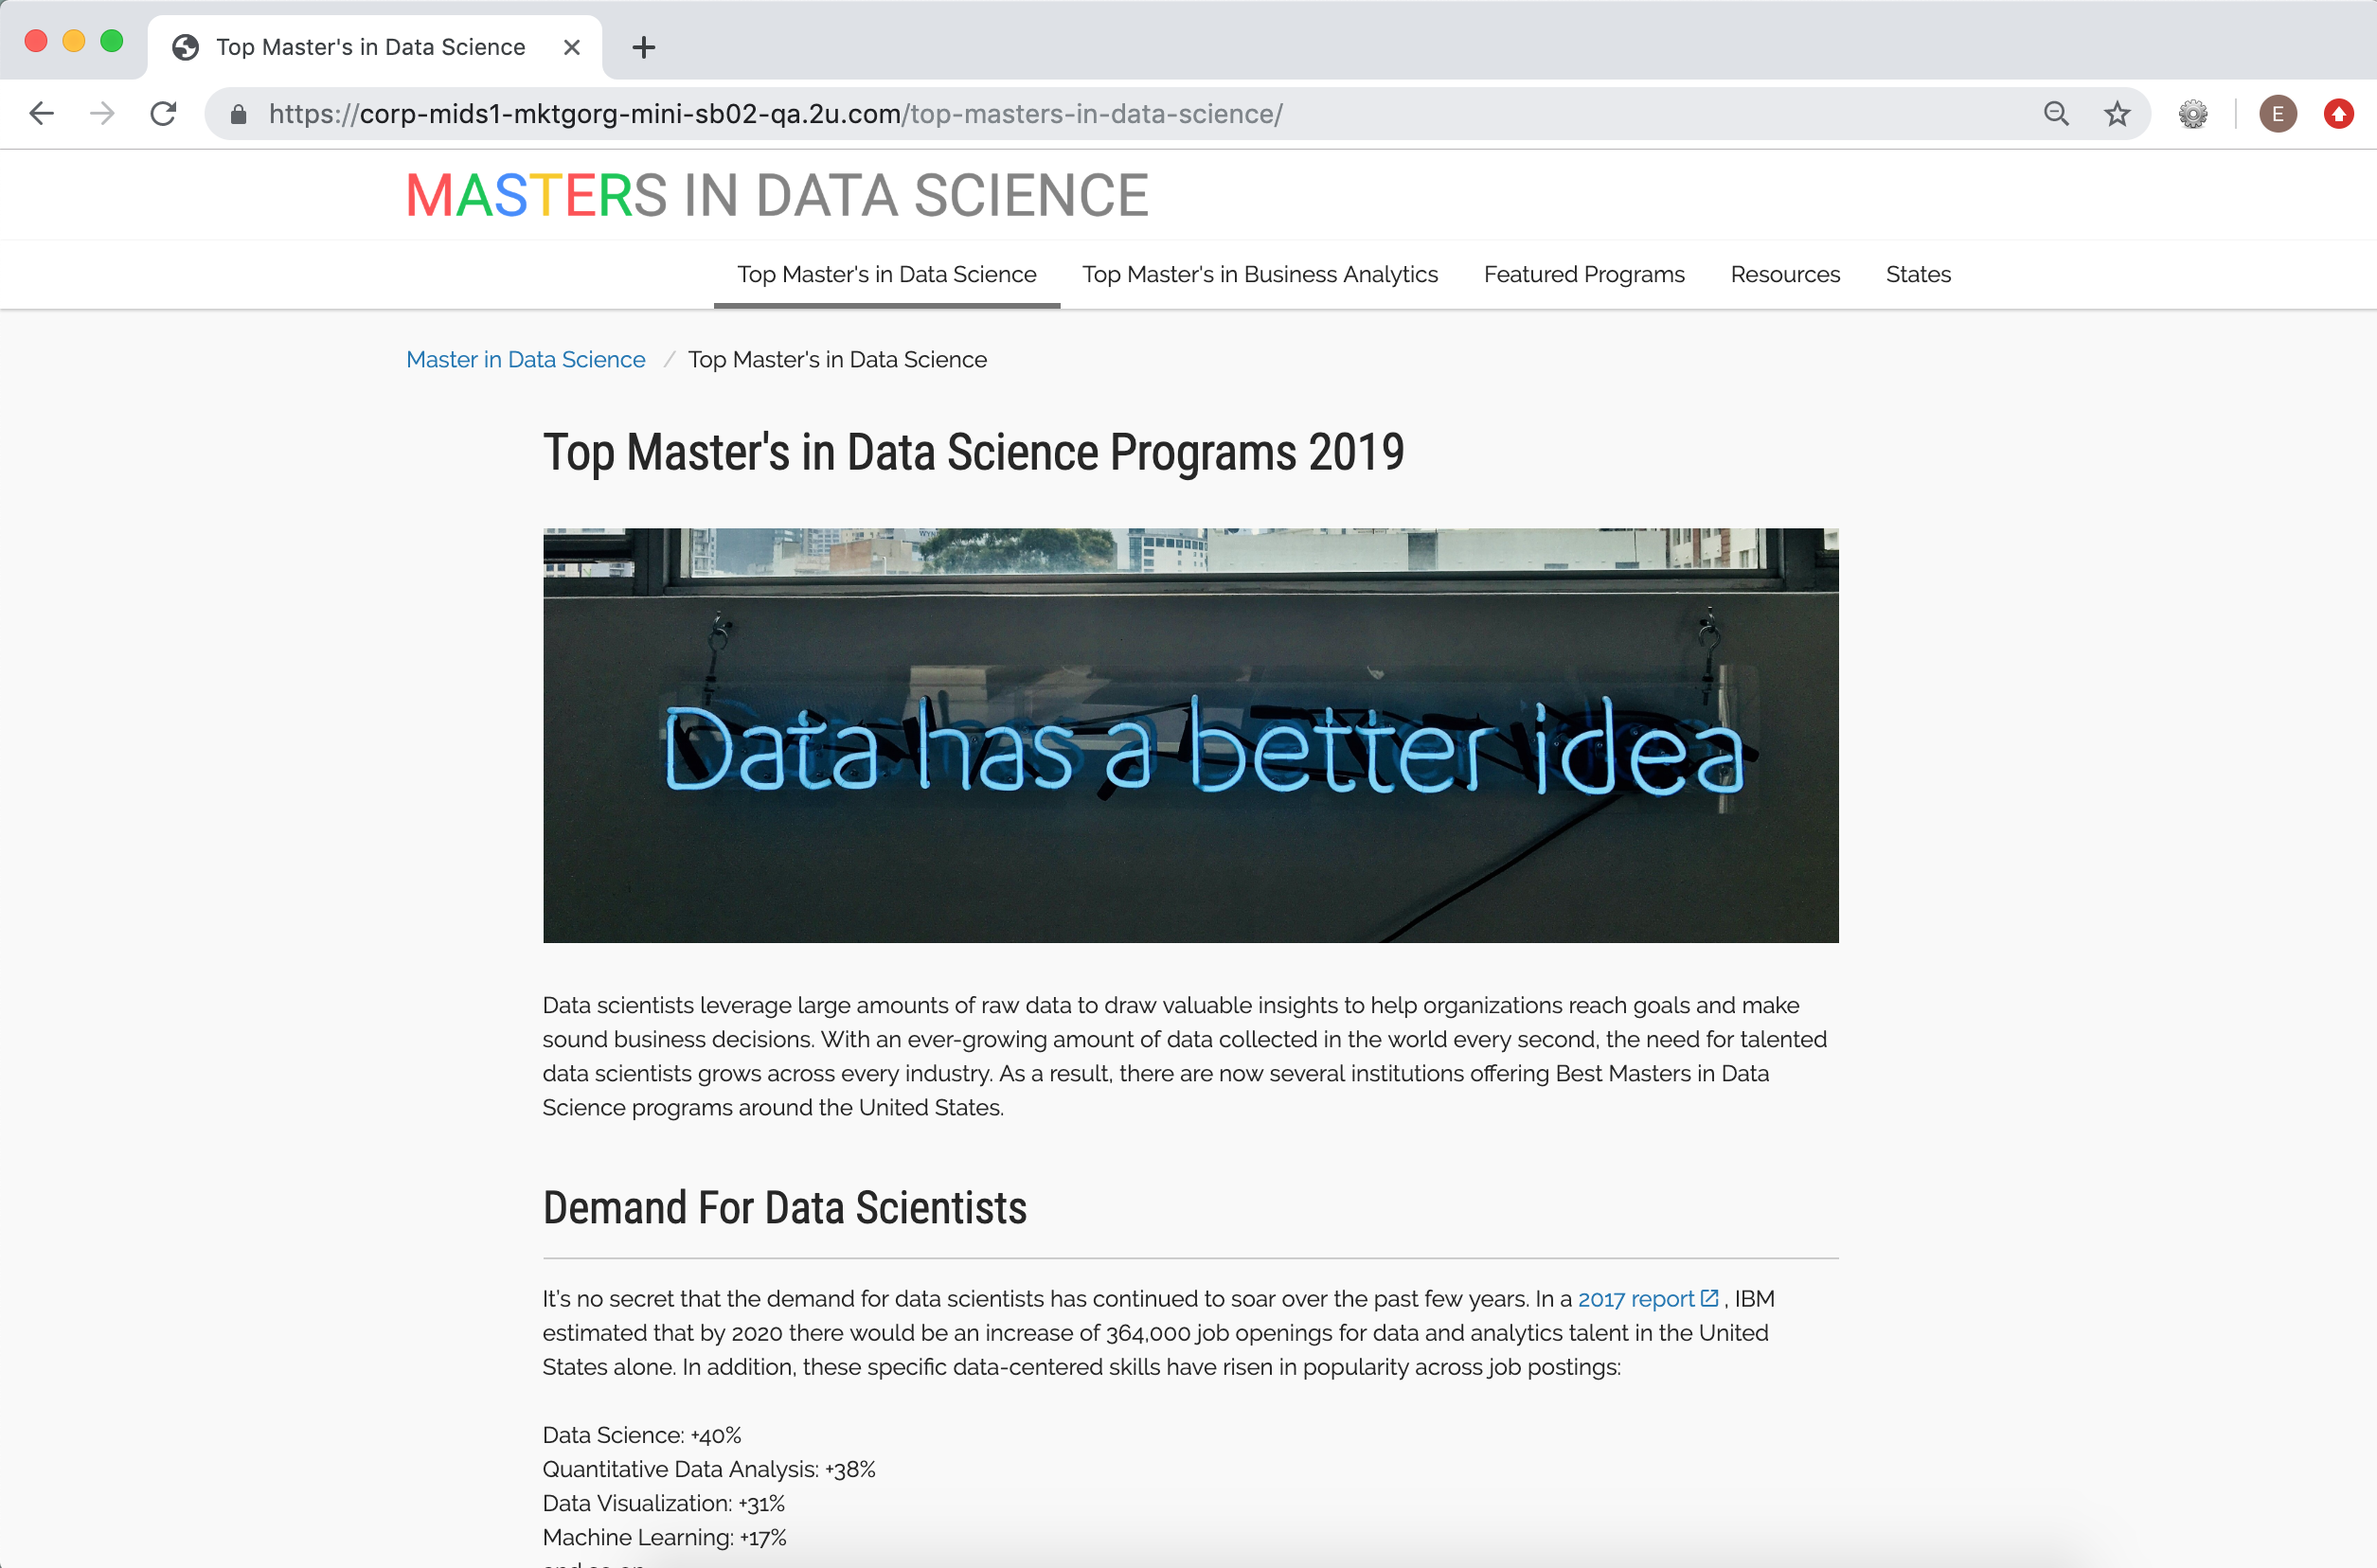 Top Master's in Data Science
https://corp-mids1-mktgorg-mini-sb02-qa.2u.com/top-masters-in-data-science/
E
MASTERS IN DATA SCIENCE
Top Master's in Data Science Top Master's in Business Analytics Featured Programs Resources States
Master in Data Science / Top Master's in Data Science
Top Master's in Data Science Programs 2019
Data has a better idea
Data scientists leverage large amounts of raw data to draw valuable insights to help organizations reach goals and make
sound business decisions. With an ever-growing amount of data collected in the world every second, the need for talented
data scientists grows across every industry. As a result, there are now several institutions offering Best Masters in Data
Science programs around the United States.
Demand For Data Scientists
It's no secret that the demand for data scientists has continued to soar over the past few years. In a 2017 report , IBM
estimated that by 2020 there would be an increase of 364,000 job openings for data and analytics talent in the United
States alone. In addition, these specific data-centered skills have risen in popularity across job postings:
Data Science: +40%
Quantitative Data Analysis: +38%
Data Visualization: +31%
Machine Learning: +17%